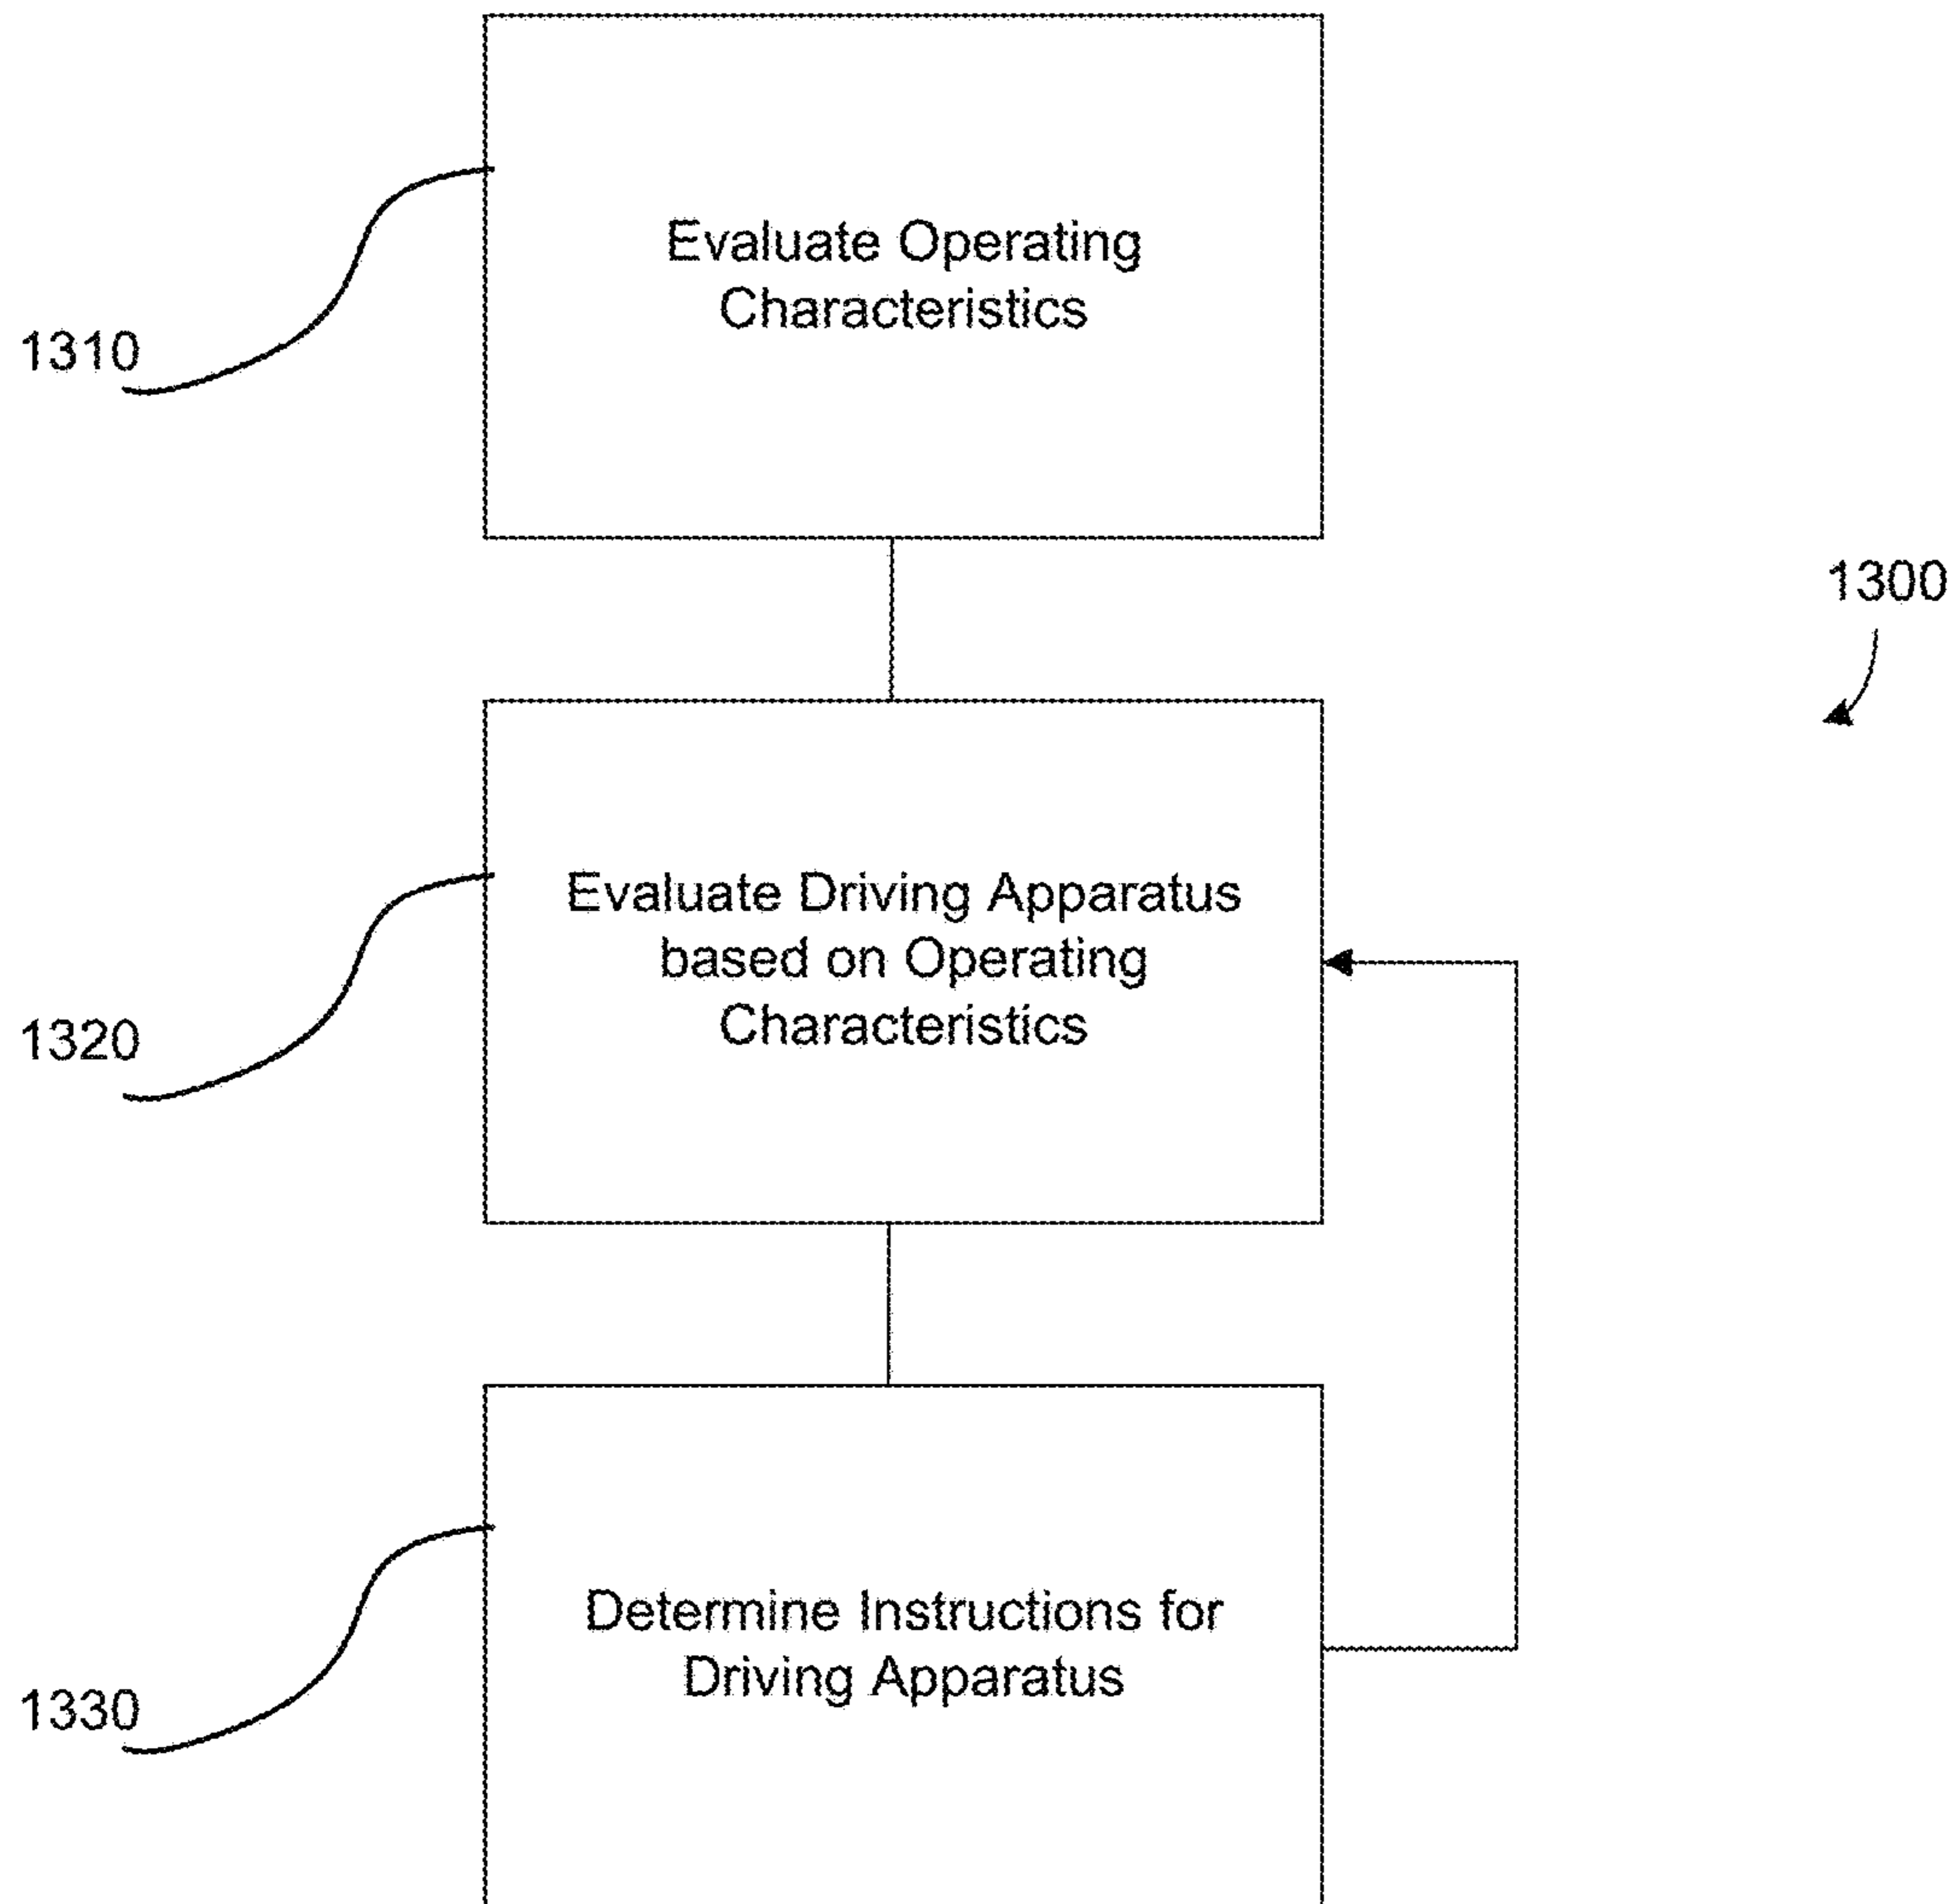 Evaluate Operating
Characteristics
1310
1300
Evaluate Driving Apparatus
based on Operating
Characteristics
1320
Determine Instructions for
Driving Apparatus
1330